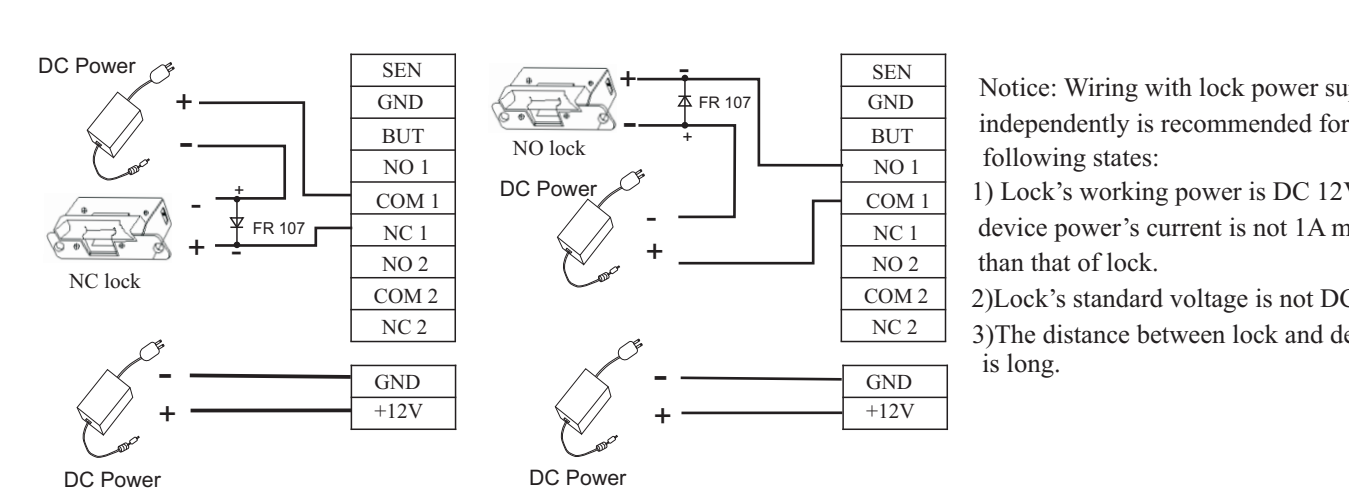 DC Power
+
-
+
-
FR 107
+
-
NC lock
SEN
GND
BUT
NO 1
COM 1
NC 1
NO 2
COM 2
NC 2
-
+
GND
+12V
DC Power
+
-
FR 107
-
+
NO lock
DC Power
-
+
SEN
GND
BUT
NO 1
COM 1
NC 1
NO 2
COM 2
NC 2
-
+
GND
+12V
DC Power
Notice: Wiring with lock power su
independently is recommended for
following states:
1) Lock’s working power is DC 12V
device power’s current is not 1A m
than that of lock.
2)Lock’s standard voltage is not DC
3)The distance between lock and de
is long.